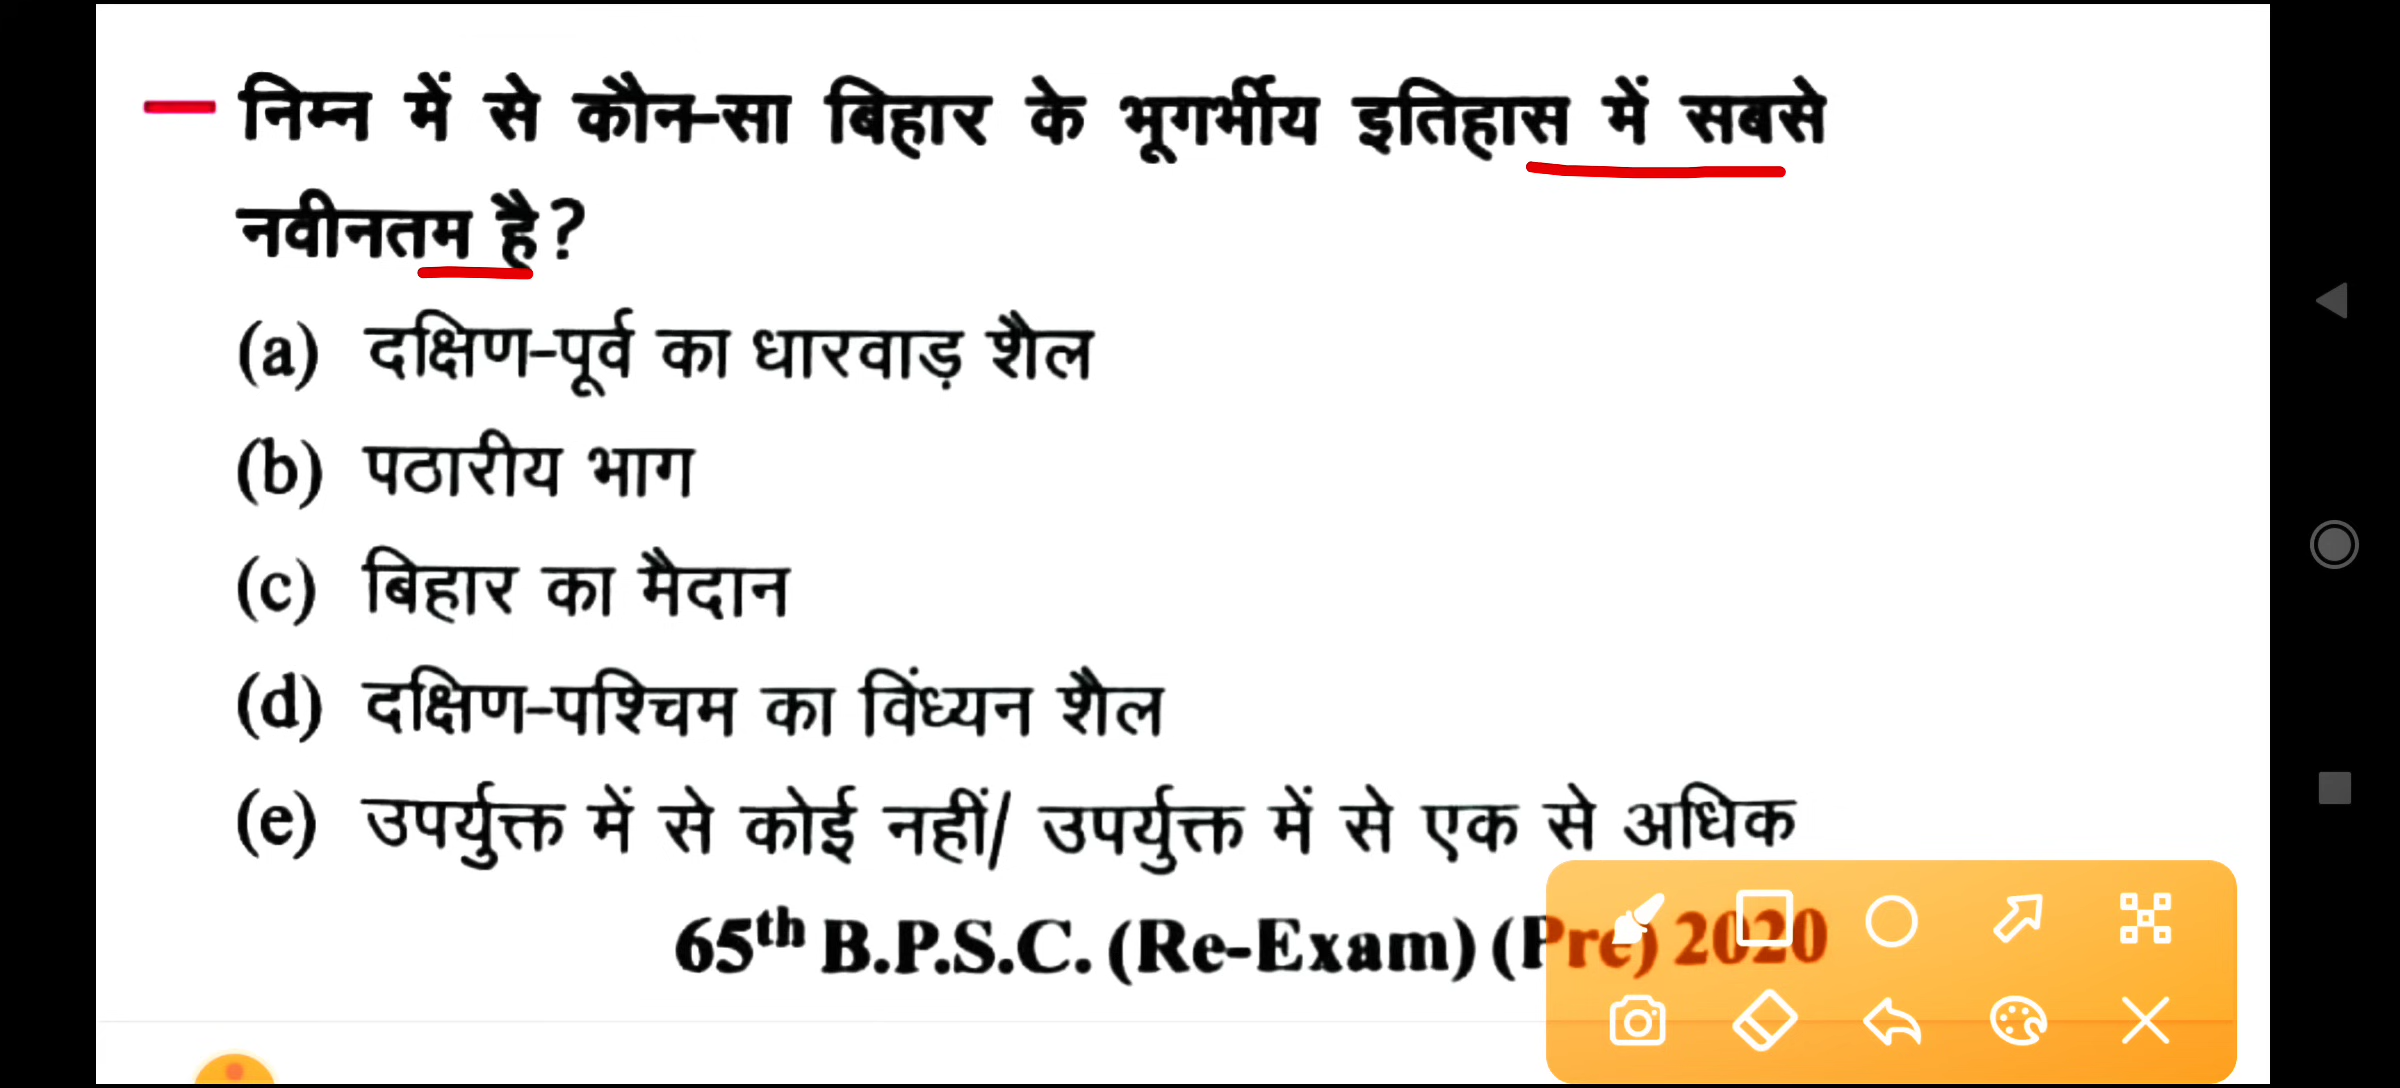 निम्न में से कौन-सा बिहार के भूगर्भीय इतिहास में सबसे
नवीनतम है?
(a) दक्षिण-पूर्व का धारवाड़ शैल
(b) पठारीय भाग
(c) बिहार का मैदान
(d) दक्षिण-पश्चिम का विंध्यन शैल
(e) उपर्युक्त में से कोई नहीं/ उपर्युक्त में से एक से अधिक
65th B.P.S.C. (Re-Exam) (Pre) 2020